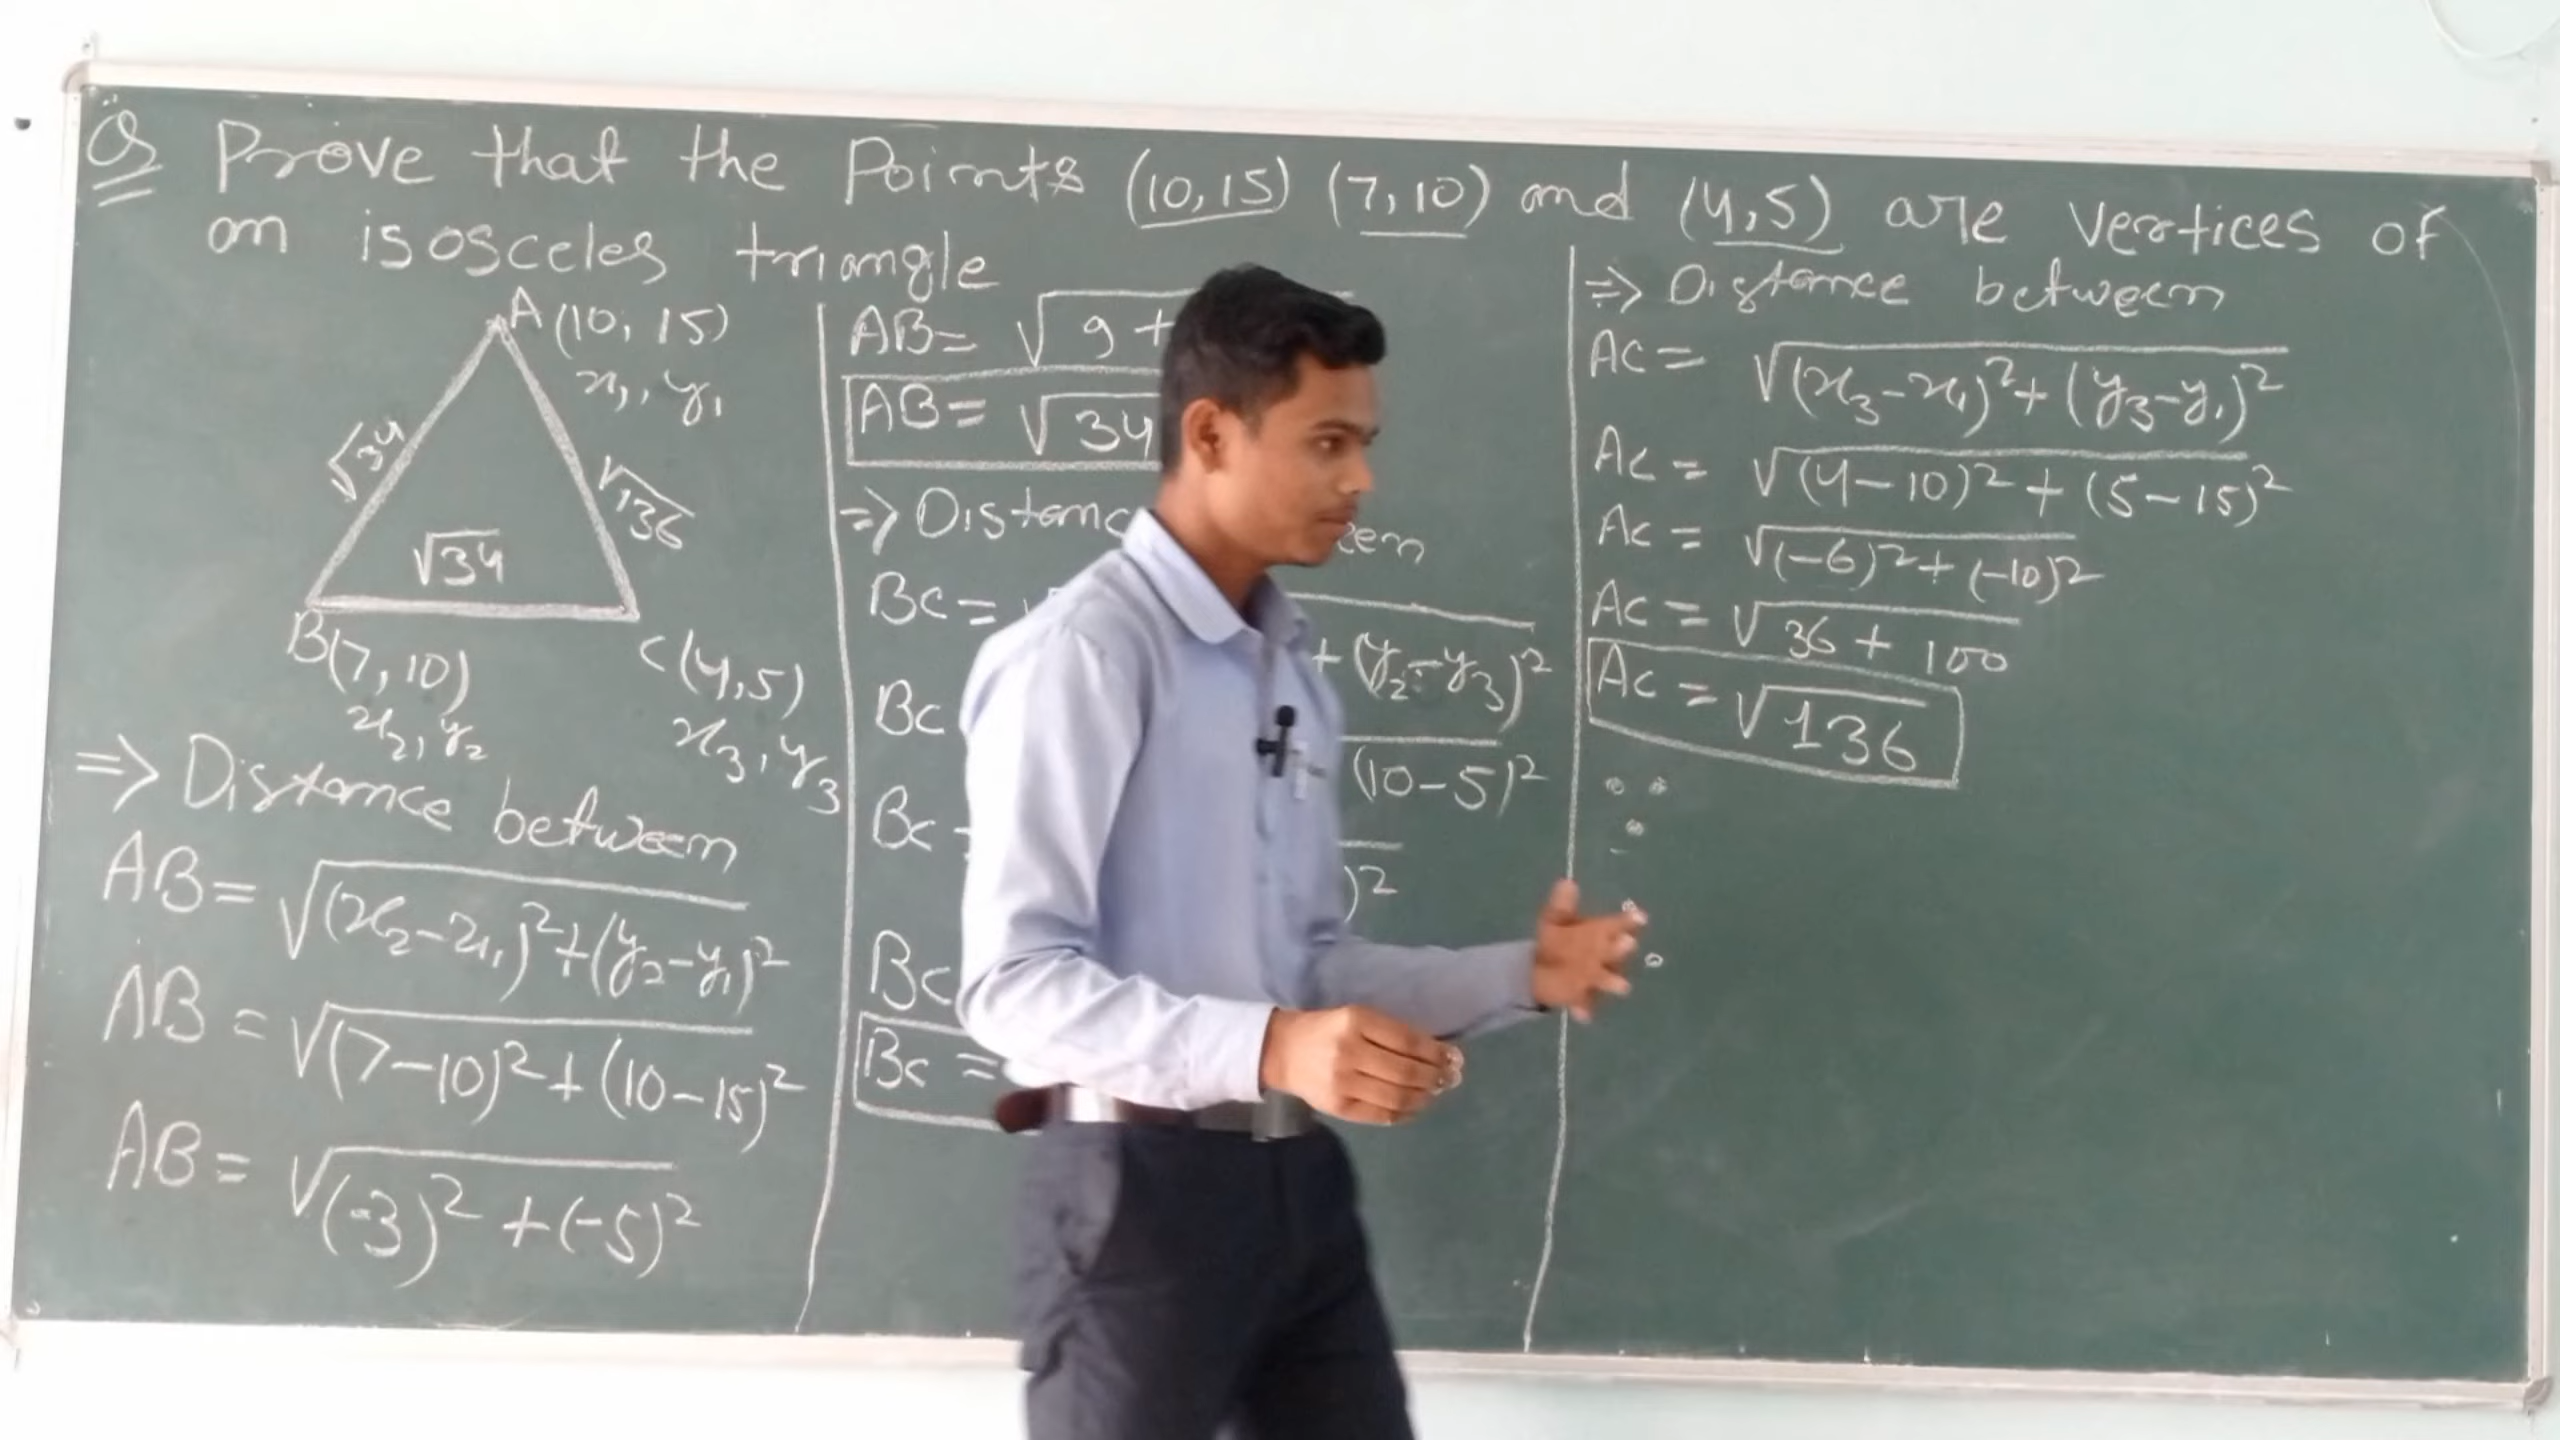 Q Prove that the Points (10,15) (7,10) and (4,5) are vertices of
an isosceles triangle
A (10, 15)
x₁, y₁
√34
√136
√34
B(7,10)
x₂, y₂
C(4,5)
x₃, y₃
=> Distance between
AB = √(x₂-x₁)²+(y₂-y₁)²
AB = √(7-10)²+(10-15)²
AB = √(-3)²+(-5)²
AB = √9+
AB = √34
=> between
BC = √ +(y₂-y₃)²
BC (10-5)²
BC = )²
BC
BC =
=> Distance between
AC = √(x₃-x₁)²+(y₃-y₁)²
AC = √(4-10)²+(5-15)²
AC = √(-6)²+(-10)²
AC = √36+100
AC = √136